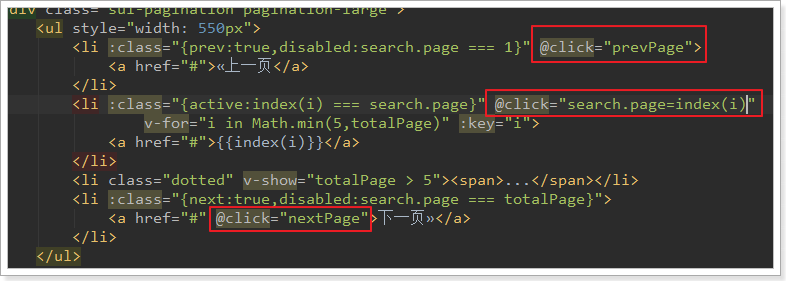 div class="sui-pagination pagination-large">
<ul style="width: 550px">
<li :class="{prev:true,disabled:search.page === 1}" @click="prevPage">
<a href="#">«上一页</a>
</li>
<li :class="{active:index(i) === search.page}" @click="search.page=index(i)"
v-for="i in Math.min(5,totalPage)" :key="i">
<a href="#">{{index(i)}}</a>
</li>
<li class="dotted" v-show="totalPage > 5"><span>...</span></li>
<li :class="{next:true,disabled:search.page === totalPage}">
<a href="#" @click="nextPage">下一页»</a>
</li>
</ul>